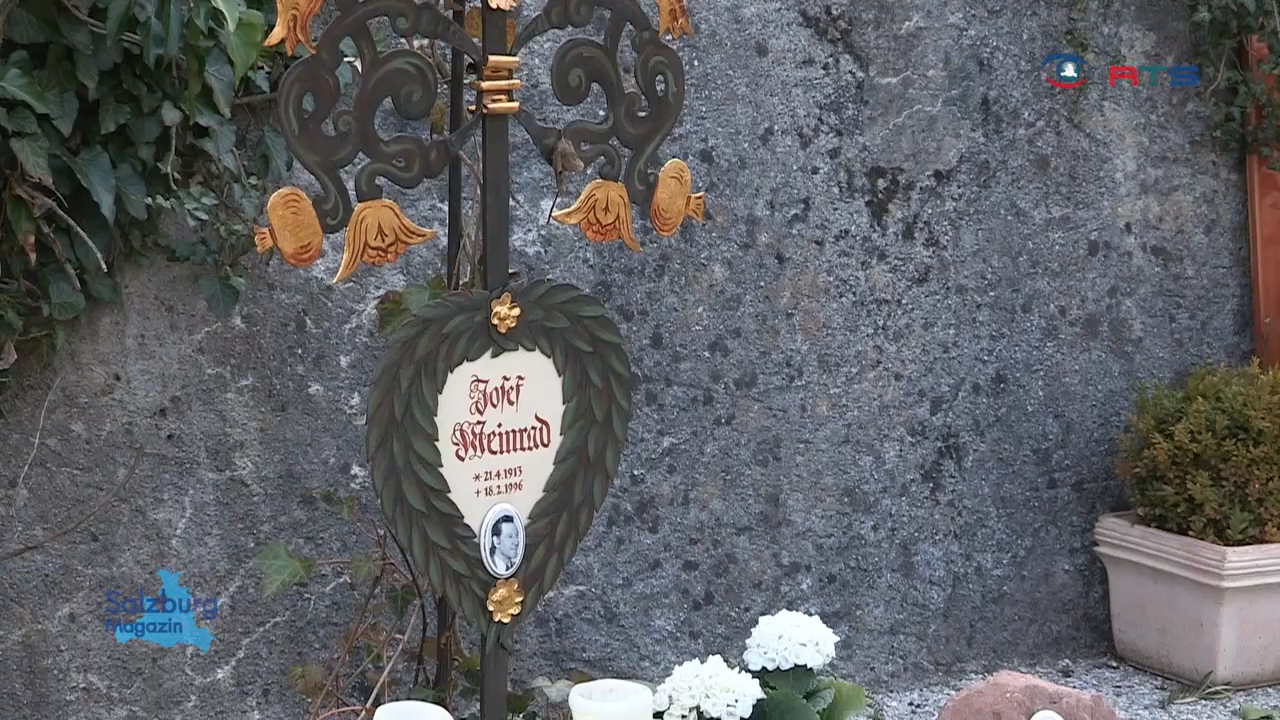 RTS
Josef
Meinrad
* 21.4.1913
+ 18.2.1996
Salzburg
Magazin